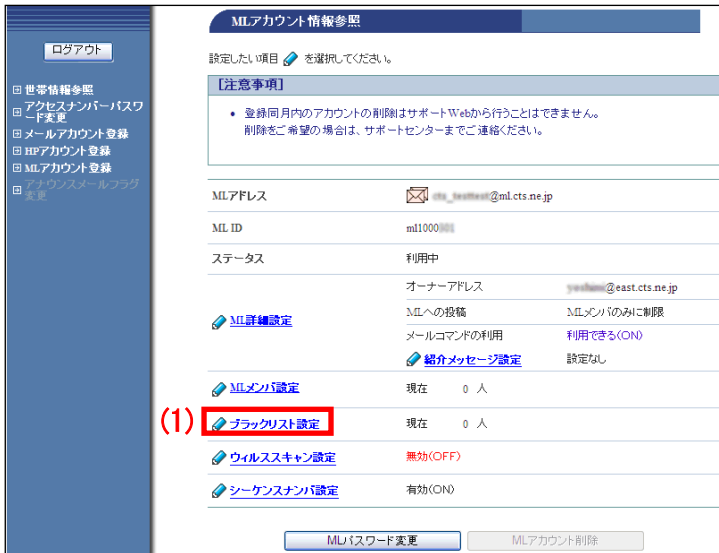 MLアカウント情報参照
ログアウト
設定したい項目 を選択してください。
世帯情報参照
アクセスナンバーパスワ
ード変更
メールアカウント登録
HPアカウント登録
MLアカウント登録
アナウンスメールフラグ
変更
[注意事項]
• 登録同月内のアカウントの削除はサポートWebから行うことはできません。
削除をご希望の場合は、サポートセンターまでご連絡ください。
MLアドレス @ml.cts.ne.jp
ML ID ml1000
ステータス 利用中
ML詳細設定
オーナーアドレス @east.cts.ne.jp
MLへの投稿 MLメンバのみに制限
メールコマンドの利用 利用できる(ON)
紹介メッセージ設定 設定なし
MLメンバ設定 現在 0 人
(1) ブラックリスト設定 現在 0 人
ウィルススキャン設定 無効(OFF)
シーケンスナンバ設定 有効(ON)
MLパスワード変更 MLアカウント削除